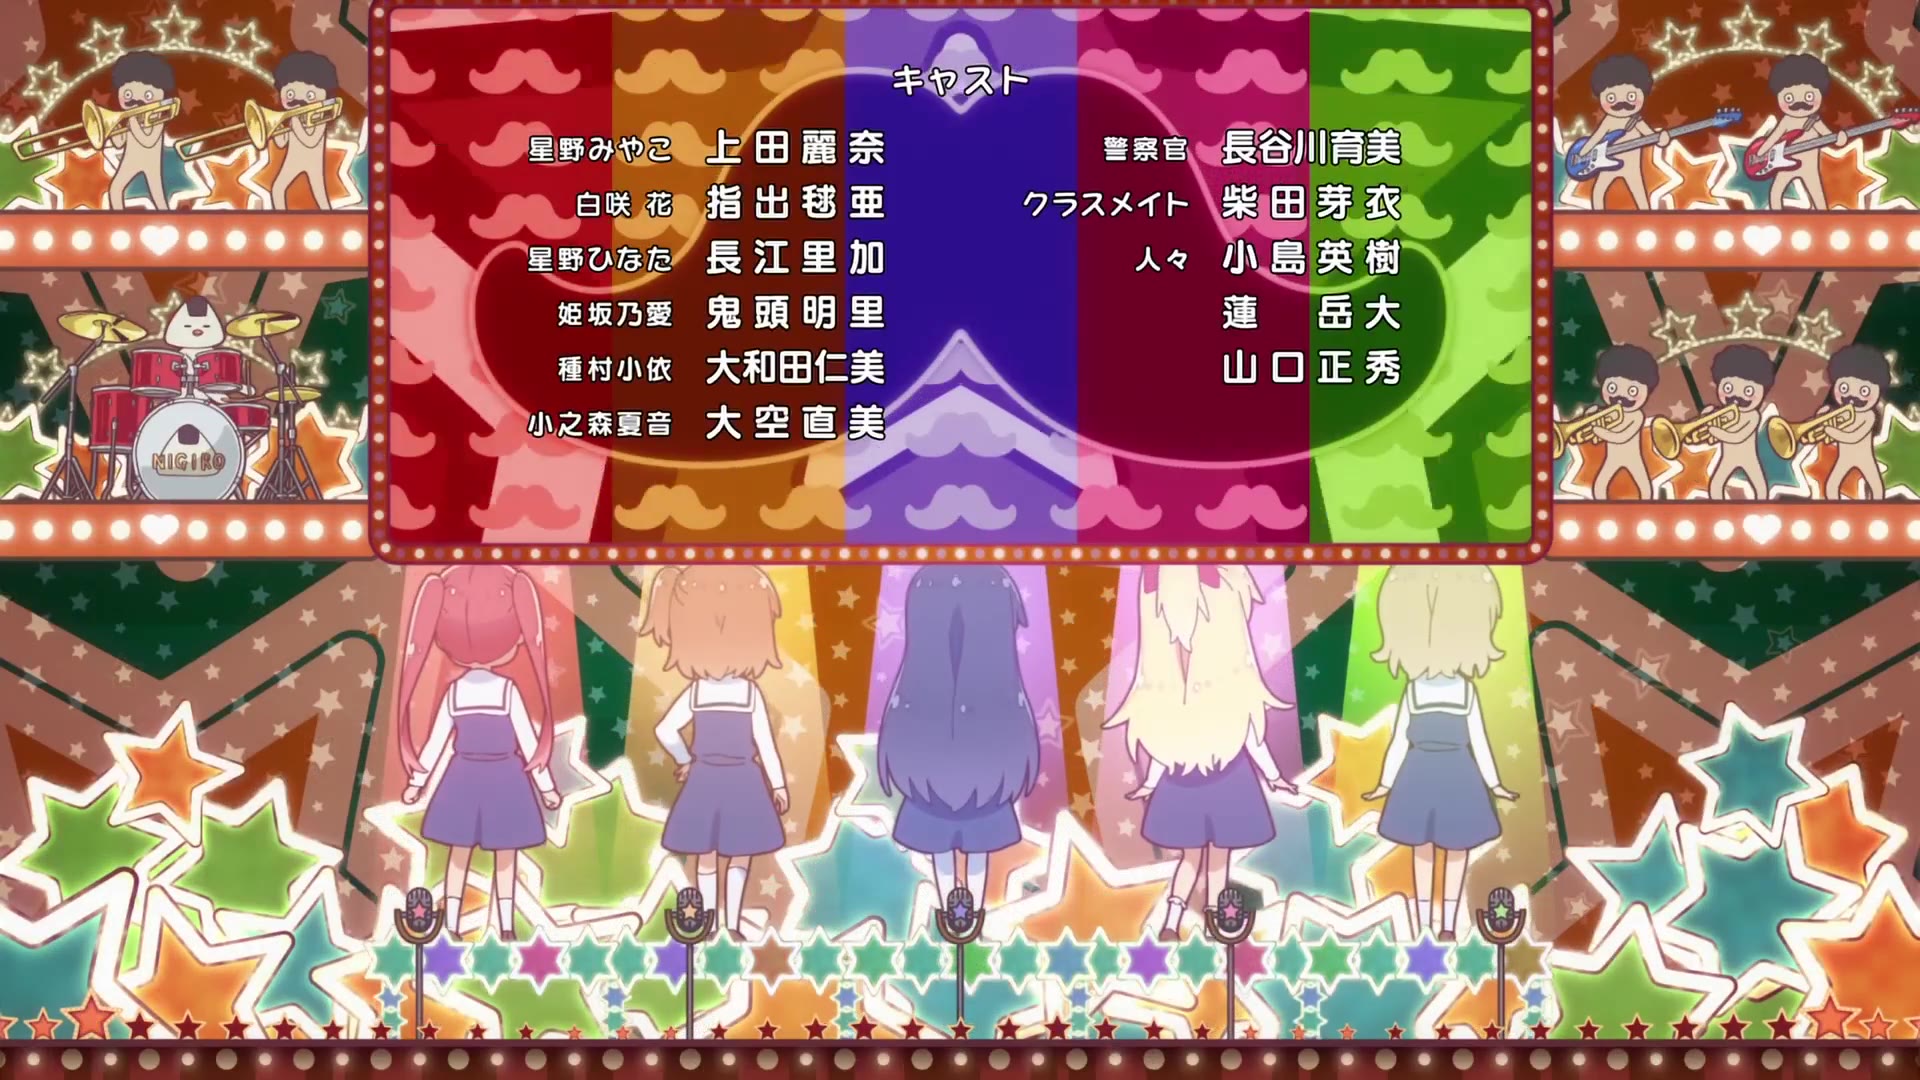 キャスト
星野みやこ 上田麗奈
白咲 花 指出毬亜
星野ひなた 長江里加
姫坂乃愛 鬼頭明里
種村小依 大和田仁美
小之森夏音 大空直美
警察官 長谷川育美
クラスメイト 柴田芽衣
人々 小島英樹
蓮 岳大
山口正秀
NIGIRO